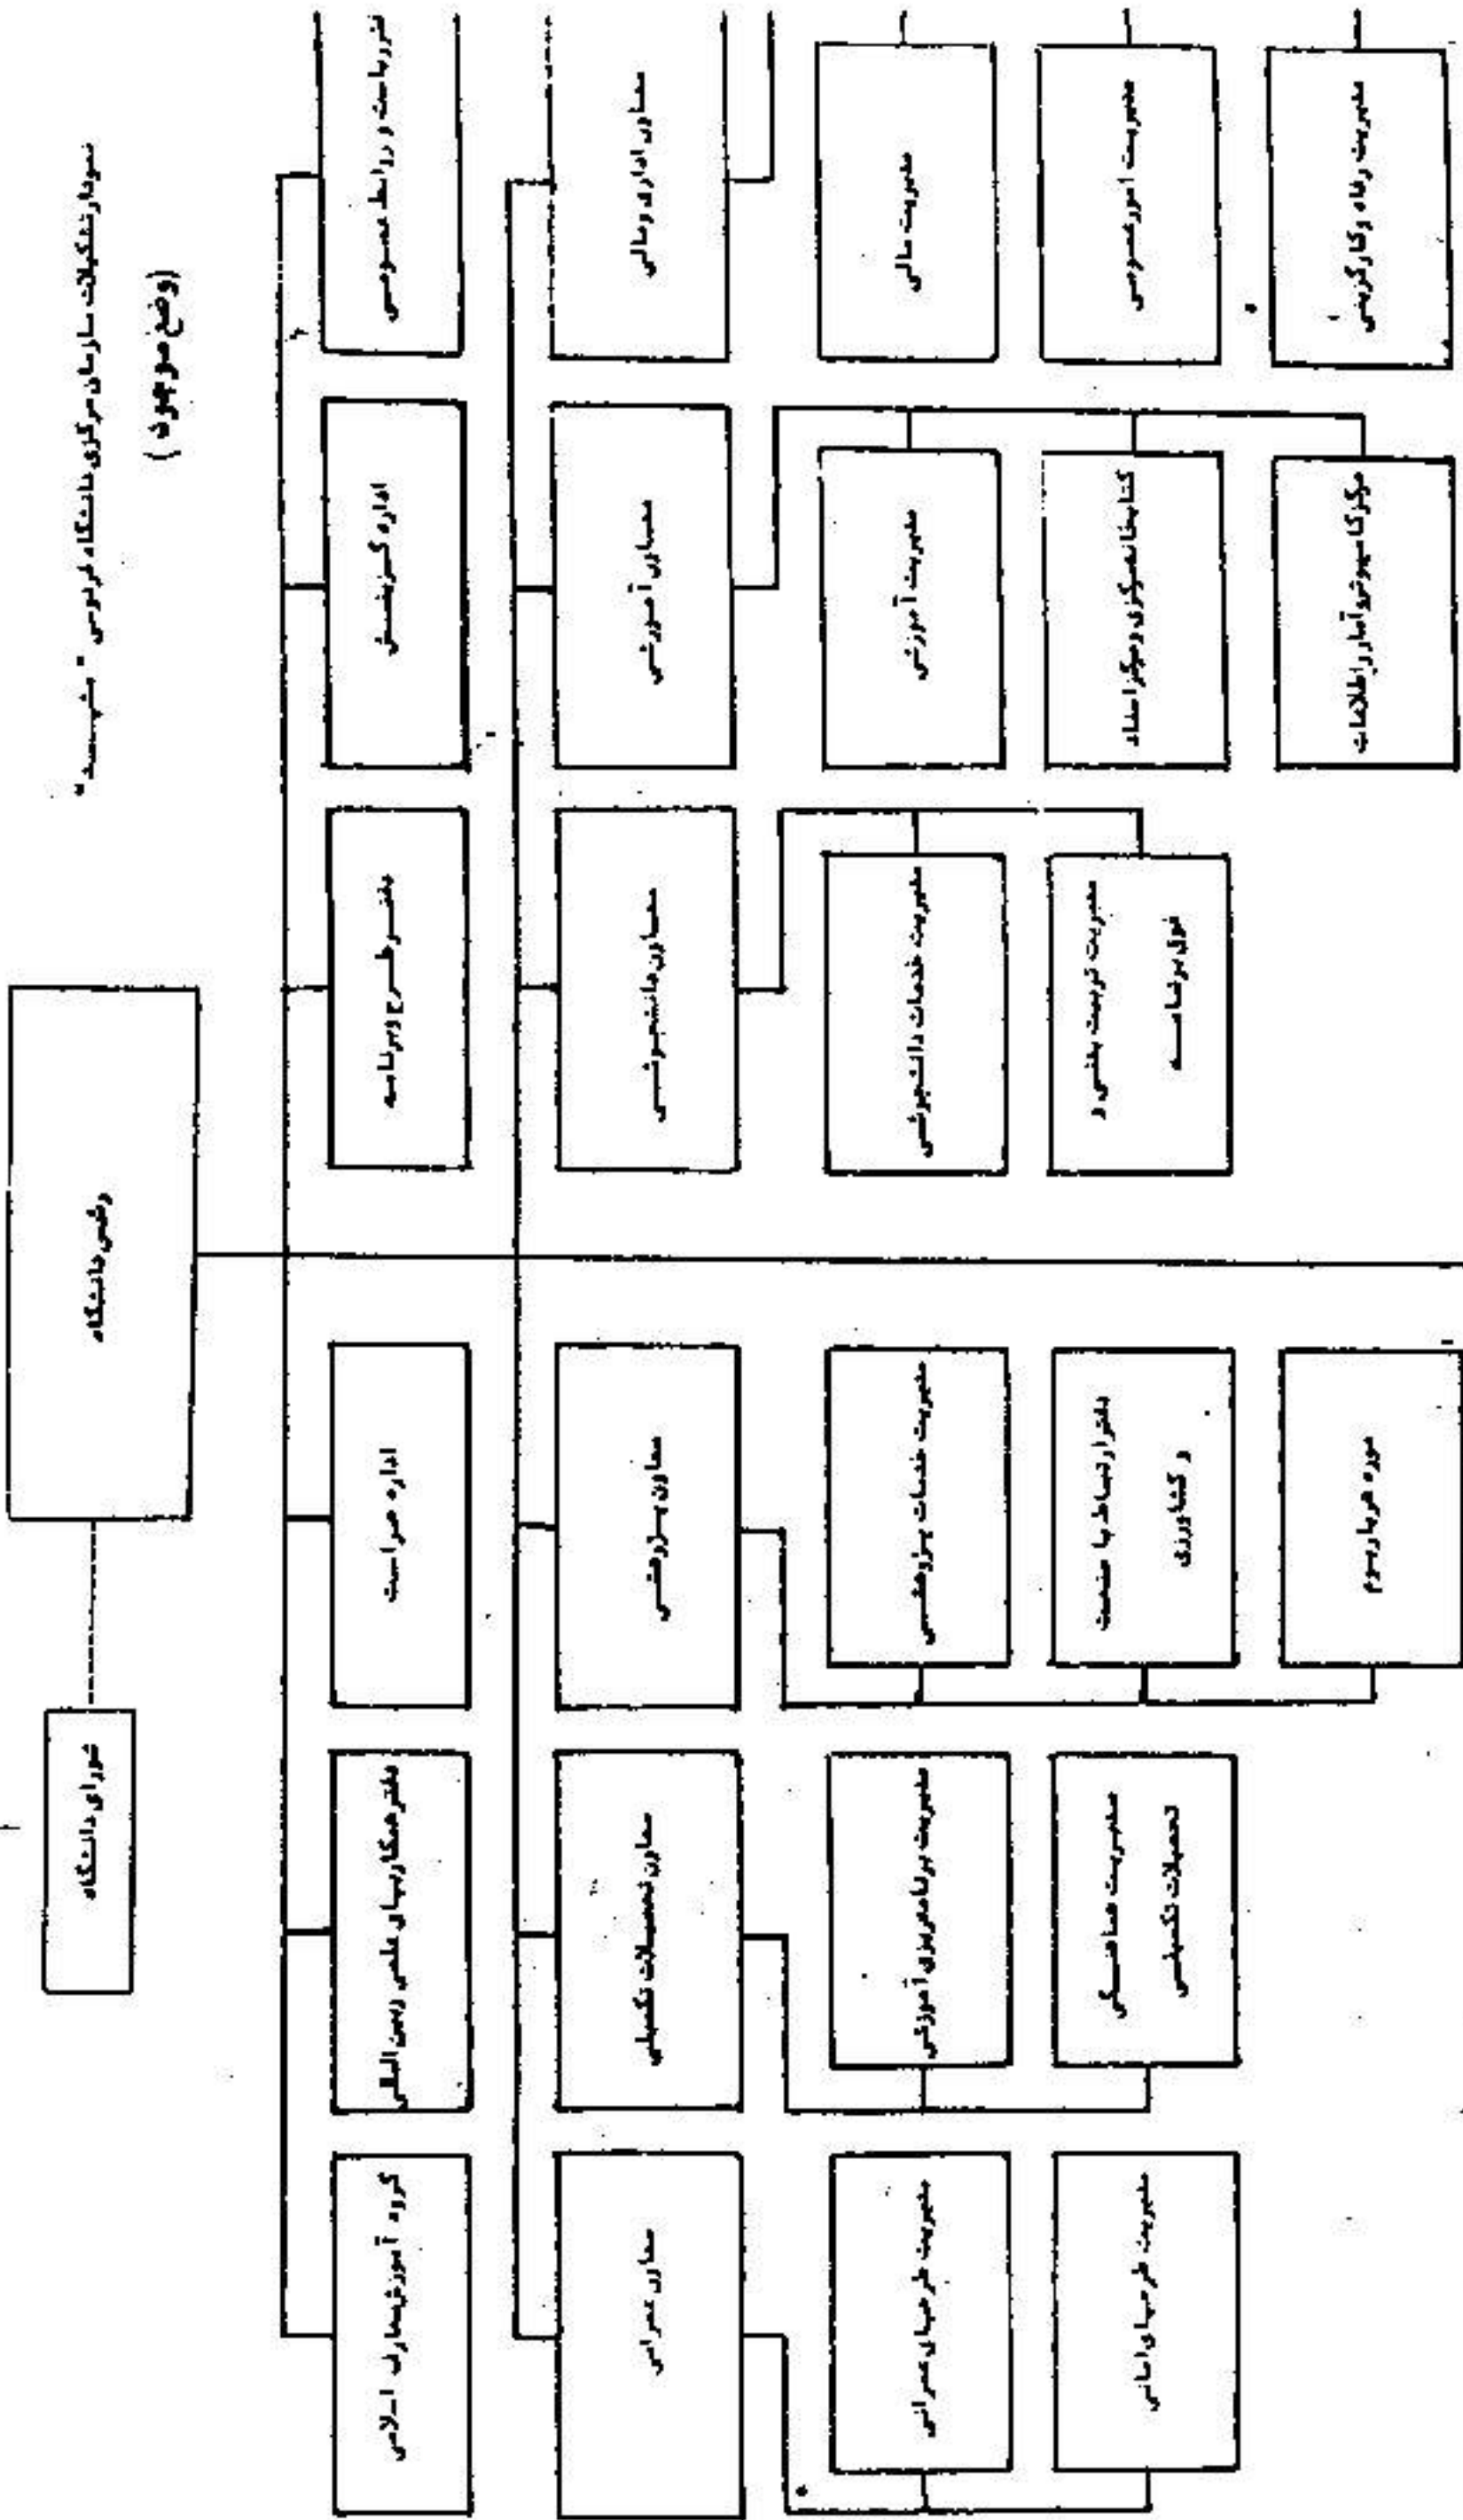 نمودار تشکیلات سازمان مرکزی دانشگاه فردوسی "مشهد"
(وضع موجود)
رئیس دانشگاه
شورای دانشگاه
دفتر ریاست و روابط عمومی
اداره گزینش
دفتر طرح و برنامه
اداره حراست
دفتر همکاریهای علمی و بین المللی
گروه آموزش معارف اسلامی
معاون اداری و مالی
معاون آموزشی
معاون دانشجوئی
معاون پژوهشی
معاون تحصیلات تکمیلی
معاون عمرانی
مدیریت مالی
مدیریت آموزشی
مدیریت خدمات دانشجوئی
مدیریت خدمات پژوهشی
مدیریت برنامه‌ریزی آموزشی
مدیریت طرحهای عمرانی
مدیریت امور عمومی
کتابخانه مرکزی و مرکز اسناد
مدیریت تربیت بدنی و
فوق برنامه
دفتر ارتباط با صنعت
و کشاورزی
مدیریت هماهنگی
تحصیلات تکمیلی
مدیریت طرحهای
مدیریت رفاه و کارگزینی
مرکز کامپیوتر و آمار و اطلاعات
موزه هرباریوم